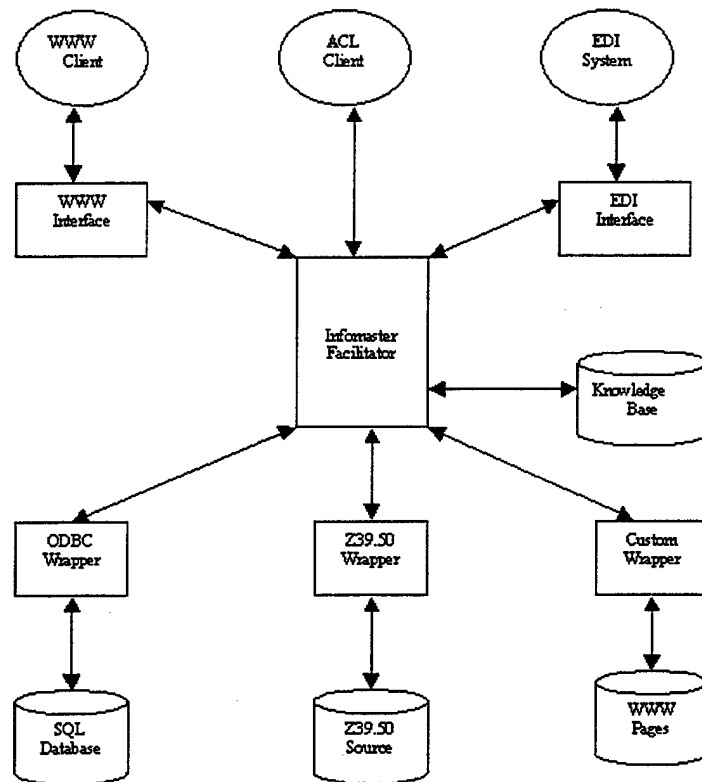 WWW
Client
ACL
Client
EDI
System
WWW
Interface
EDI
Interface
Infomaster
Facilitator
Knowledge
Base
ODBC
Wrapper
Z39.50
Wrapper
Custom
Wrapper
SQL
Database
Z39.50
Source
WWW
Pages